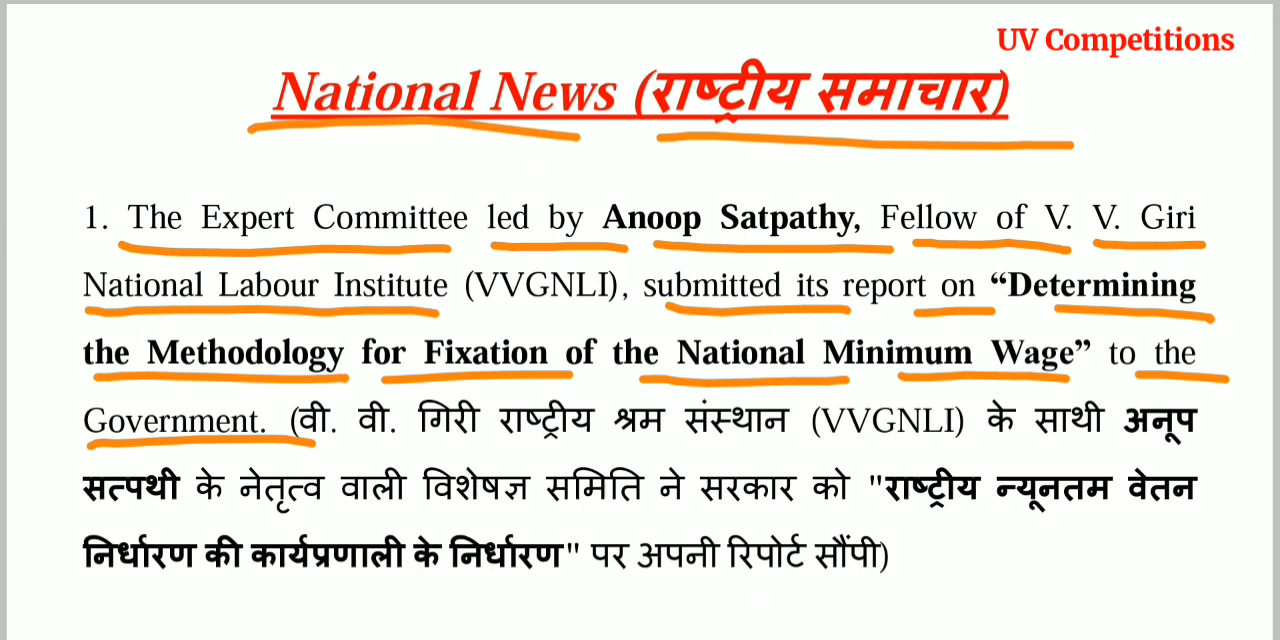 UV Competitions
National News (राष्ट्रीय समाचार)
1. The Expert Committee led by Anoop Satpathy, Fellow of V. V. Giri
National Labour Institute (VVGNLI), submitted its report on “Determining
the Methodology for Fixation of the National Minimum Wage” to the
Government. (वी. वी. गिरी राष्ट्रीय श्रम संस्थान (VVGNLI) के साथी अनूप
सत्पथी के नेतृत्व वाली विशेषज्ञ समिति ने सरकार को "राष्ट्रीय न्यूनतम वेतन
निर्धारण की कार्यप्रणाली के निर्धारण" पर अपनी रिपोर्ट सौंपी)